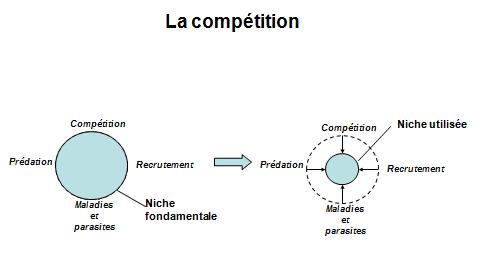 La compétition
Compétition
Prédation
Recrutement
Maladies
et
parasites
Niche
fondamentale
Compétition
Niche utilisée
Prédation
Recrutement
Maladies
et
parasites